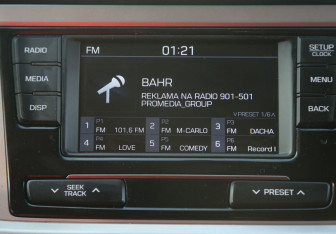 RADIO
MEDIA
DISP
FM 01:21
BAHR
REKLAMA NA RADIO 901-501
PROMEDIA_GROUP
PRESET 1/6
1 P1 FM 101,6 FM
2 P2 FM M-CARLO
3 P3 FM DACHA
4 P4 FM LOVE
5 P5 FM COMEDY
6 P6 FM Record
SETUP
CLOCK
MENU
BACK
SEEK
TRACK
PRESET